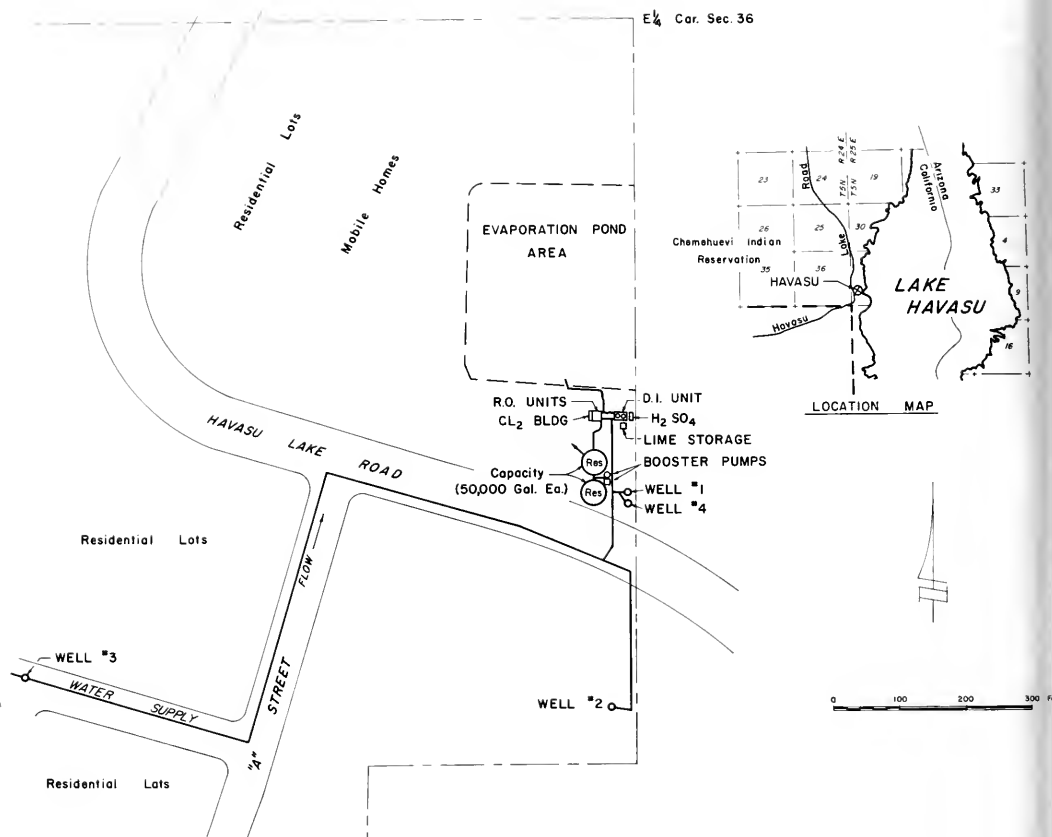 E¼ Cor. Sec. 36
Residential Lots
Mobile Homes
EVAPORATION POND
AREA
R.O. UNITS
CL₂ BLDG
D.I. UNIT
H₂SO₄
LIME STORAGE
BOOSTER PUMPS
Res
Res
Capacity
(50,000 Gal. Ea.)
WELL #1
WELL #4
HAVASU LAKE ROAD
Residential Lots
FLOW
WELL #3
WATER SUPPLY
"A" STREET
WELL #2
Residential Lots
R24E R25E
T5N T5N
23
24
19
26
25
30
35
36
33
4
9
16
Road
Lake
Havasu
Arizona
California
Chemehuevi Indian
Reservation
HAVASU
LAKE
HAVASU
LOCATION MAP
0 100 200 300